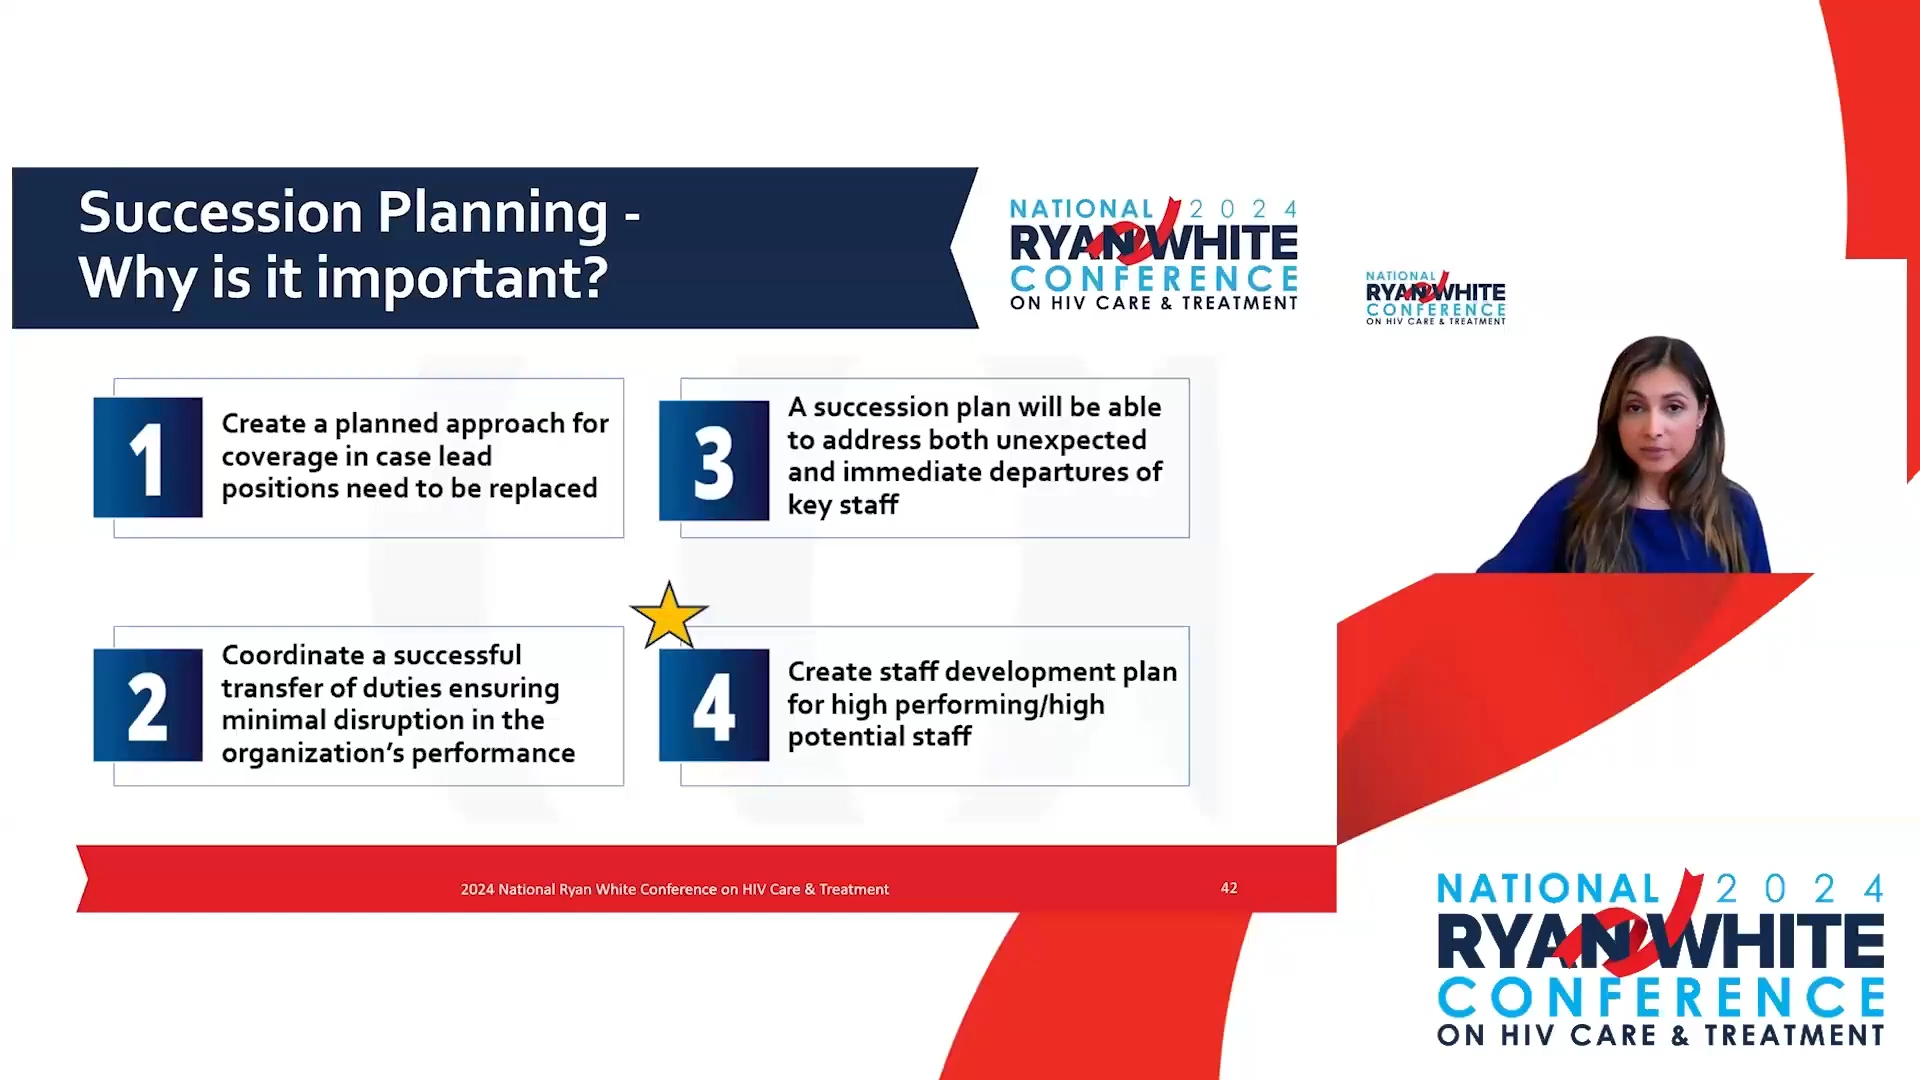 Succession Planning -
Why is it important?
NATIONAL 2024
RYAN WHITE
CONFERENCE
ON HIV CARE & TREATMENT
NATIONAL
RYAN WHITE
CONFERENCE
ON HIV CARE & TREATMENT
1
Create a planned approach for
coverage in case lead
positions need to be replaced
2
Coordinate a successful
transfer of duties ensuring
minimal disruption in the
organization’s performance
3
A succession plan will be able
to address both unexpected
and immediate departures of
key staff
4
Create staff development plan
for high performing/high
potential staff
2024 National Ryan White Conference on HIV Care & Treatment
42
NATIONAL 2024
RYAN WHITE
CONFERENCE
ON HIV CARE & TREATMENT